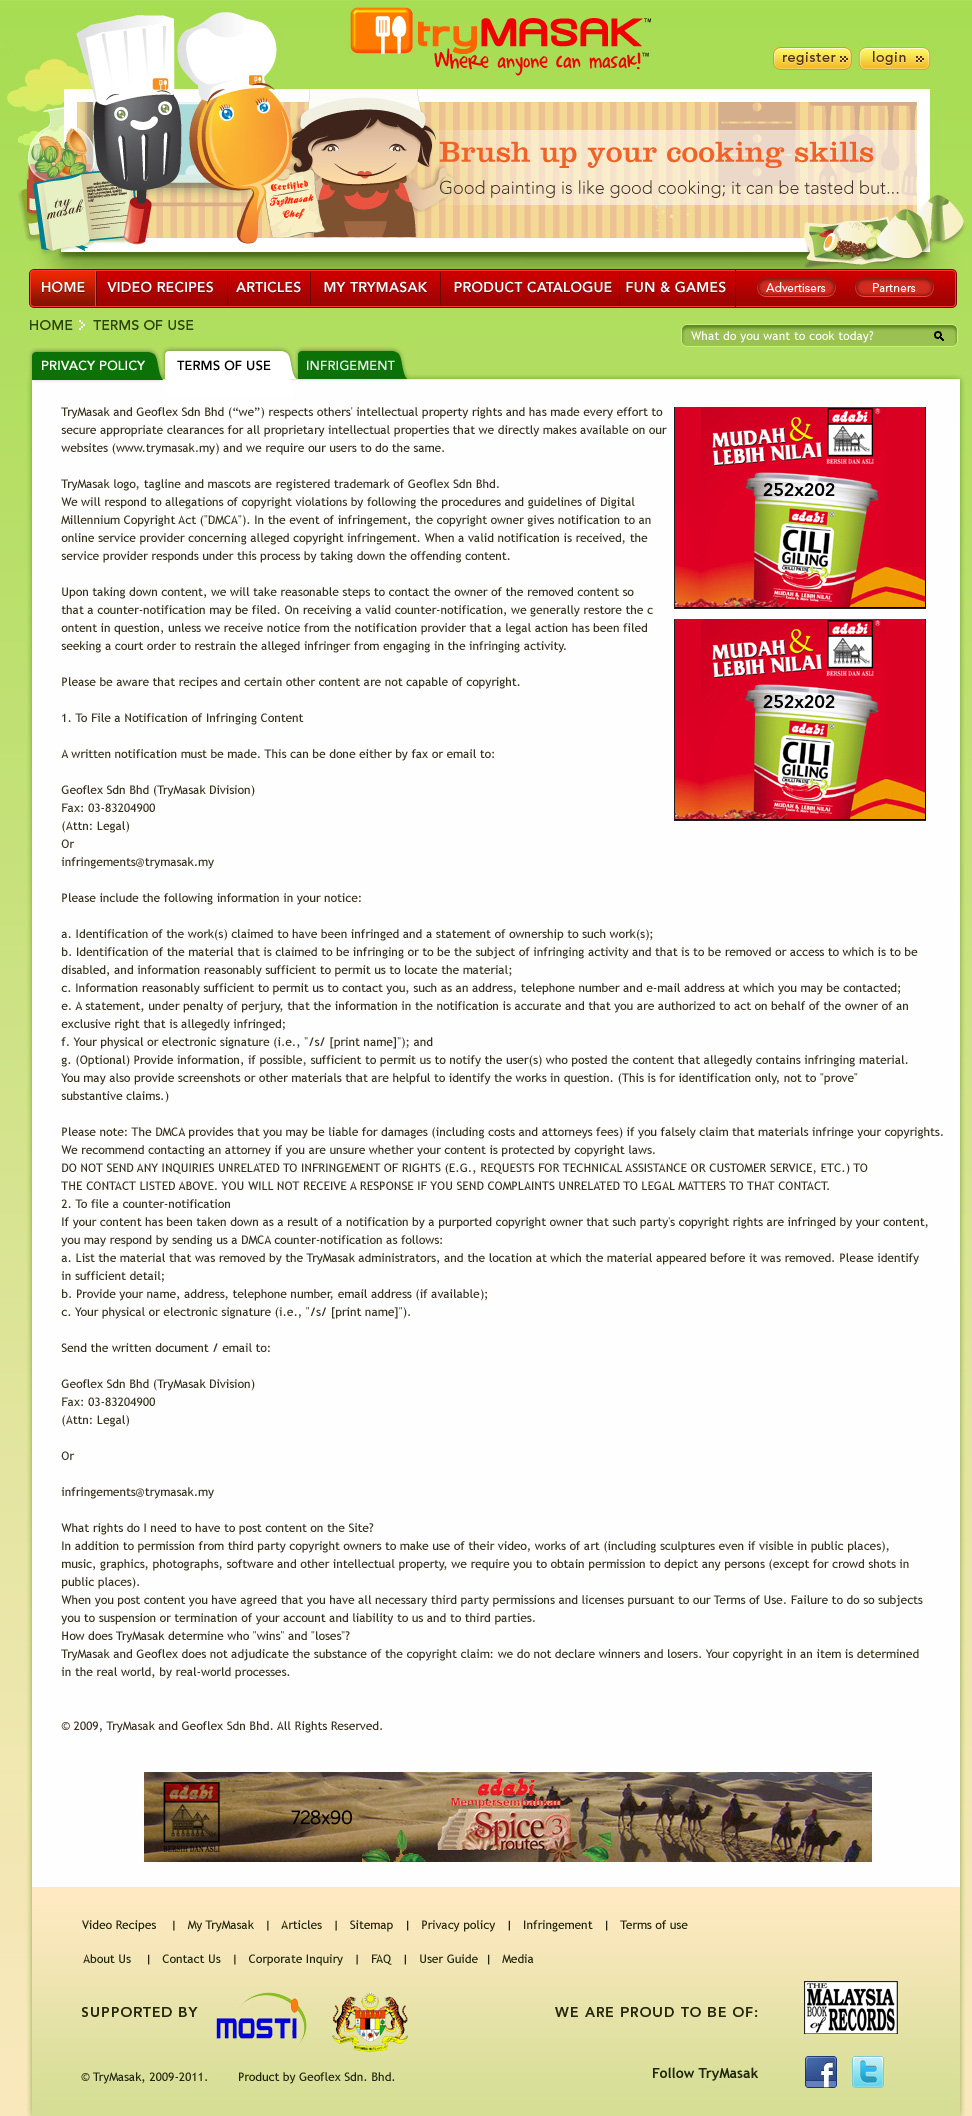 tryMASAK™
Where anyone can masak!™
register
login
try masak
Certified
TryMasak
Chef
Brush up your cooking skills
Good painting is like good cooking; it can be tasted but...
HOME
VIDEO RECIPES
ARTICLES
MY TRYMASAK
PRODUCT CATALOGUE
FUN & GAMES
Advertisers
Partners
HOME
TERMS OF USE
What do you want to cook today?
PRIVACY POLICY
TERMS OF USE
INFRIGEMENT
TryMasak and Geoflex Sdn Bhd (“we”) respects others' intellectual property rights and has made every effort to
secure appropriate clearances for all proprietary intellectual properties that we directly makes available on our
websites (www.trymasak.my) and we require our users to do the same.
TryMasak logo, tagline and mascots are registered trademark of Geoflex Sdn Bhd.
We will respond to allegations of copyright violations by following the procedures and guidelines of Digital
Millennium Copyright Act ("DMCA"). In the event of infringement, the copyright owner gives notification to an
online service provider concerning alleged copyright infringement. When a valid notification is received, the
service provider responds under this process by taking down the offending content.
Upon taking down content, we will take reasonable steps to contact the owner of the removed content so
that a counter-notification may be filed. On receiving a valid counter-notification, we generally restore the c
ontent in question, unless we receive notice from the notification provider that a legal action has been filed
seeking a court order to restrain the alleged infringer from engaging in the infringing activity.
Please be aware that recipes and certain other content are not capable of copyright.
1. To File a Notification of Infringing Content
A written notification must be made. This can be done either by fax or email to:
Geoflex Sdn Bhd (TryMasak Division)
Fax: 03-83204900
(Attn: Legal)
Or
infringements@trymasak.my
MUDAH &
LEBIH NILAI
adabi
BERSIH DAN ASLI
252x202
adabi
CILI
GILING
CHILLI PASTE
MUDAH & LEBIH NILAI
MUDAH &
LEBIH NILAI
adabi
BERSIH DAN ASLI
252x202
adabi
CILI
GILING
CHILLI PASTE
MUDAH & LEBIH NILAI
Please include the following information in your notice:
a. Identification of the work(s) claimed to have been infringed and a statement of ownership to such work(s);
b. Identification of the material that is claimed to be infringing or to be the subject of infringing activity and that is to be removed or access to which is to be
disabled, and information reasonably sufficient to permit us to locate the material;
c. Information reasonably sufficient to permit us to contact you, such as an address, telephone number and e-mail address at which you may be contacted;
e. A statement, under penalty of perjury, that the information in the notification is accurate and that you are authorized to act on behalf of the owner of an
exclusive right that is allegedly infringed;
f. Your physical or electronic signature (i.e., "/s/ [print name]"); and
g. (Optional) Provide information, if possible, sufficient to permit us to notify the user(s) who posted the content that allegedly contains infringing material.
You may also provide screenshots or other materials that are helpful to identify the works in question. (This is for identification only, not to "prove"
substantive claims.)
Please note: The DMCA provides that you may be liable for damages (including costs and attorneys fees) if you falsely claim that materials infringe your copyrights.
We recommend contacting an attorney if you are unsure whether your content is protected by copyright laws.
DO NOT SEND ANY INQUIRIES UNRELATED TO INFRINGEMENT OF RIGHTS (E.G., REQUESTS FOR TECHNICAL ASSISTANCE OR CUSTOMER SERVICE, ETC.) TO
THE CONTACT LISTED ABOVE. YOU WILL NOT RECEIVE A RESPONSE IF YOU SEND COMPLAINTS UNRELATED TO LEGAL MATTERS TO THAT CONTACT.
2. To file a counter-notification
If your content has been taken down as a result of a notification by a purported copyright owner that such party's copyright rights are infringed by your content,
you may respond by sending us a DMCA counter-notification as follows:
a. List the material that was removed by the TryMasak administrators, and the location at which the material appeared before it was removed. Please identify
in sufficient detail;
b. Provide your name, address, telephone number, email address (if available);
c. Your physical or electronic signature (i.e., "/s/ [print name]").
Send the written document / email to:
Geoflex Sdn Bhd (TryMasak Division)
Fax: 03-83204900
(Attn: Legal)
Or
infringements@trymasak.my
What rights do I need to have to post content on the Site?
In addition to permission from third party copyright owners to make use of their video, works of art (including sculptures even if visible in public places),
music, graphics, photographs, software and other intellectual property, we require you to obtain permission to depict any persons (except for crowd shots in
public places).
When you post content you have agreed that you have all necessary third party permissions and licenses pursuant to our Terms of Use. Failure to do so subjects
you to suspension or termination of your account and liability to us and to third parties.
How does TryMasak determine who "wins" and "loses"?
TryMasak and Geoflex does not adjudicate the substance of the copyright claim: we do not declare winners and losers. Your copyright in an item is determined
in the real world, by real-world processes.
© 2009, TryMasak and Geoflex Sdn Bhd. All Rights Reserved.
adabi
BERSIH DAN ASLI
728x90
adabi
Mempersembahkan
Spice
routes 3
Video Recipes | My TryMasak | Articles | Sitemap | Privacy policy | Infringement | Terms of use
About Us | Contact Us | Corporate Inquiry | FAQ | User Guide | Media
SUPPORTED BY
MOSTI
WE ARE PROUD TO BE OF:
THE
MALAYSIA
BOOK of
RECORDS
© TryMasak, 2009-2011. Product by Geoflex Sdn. Bhd.
Follow TryMasak
f
t